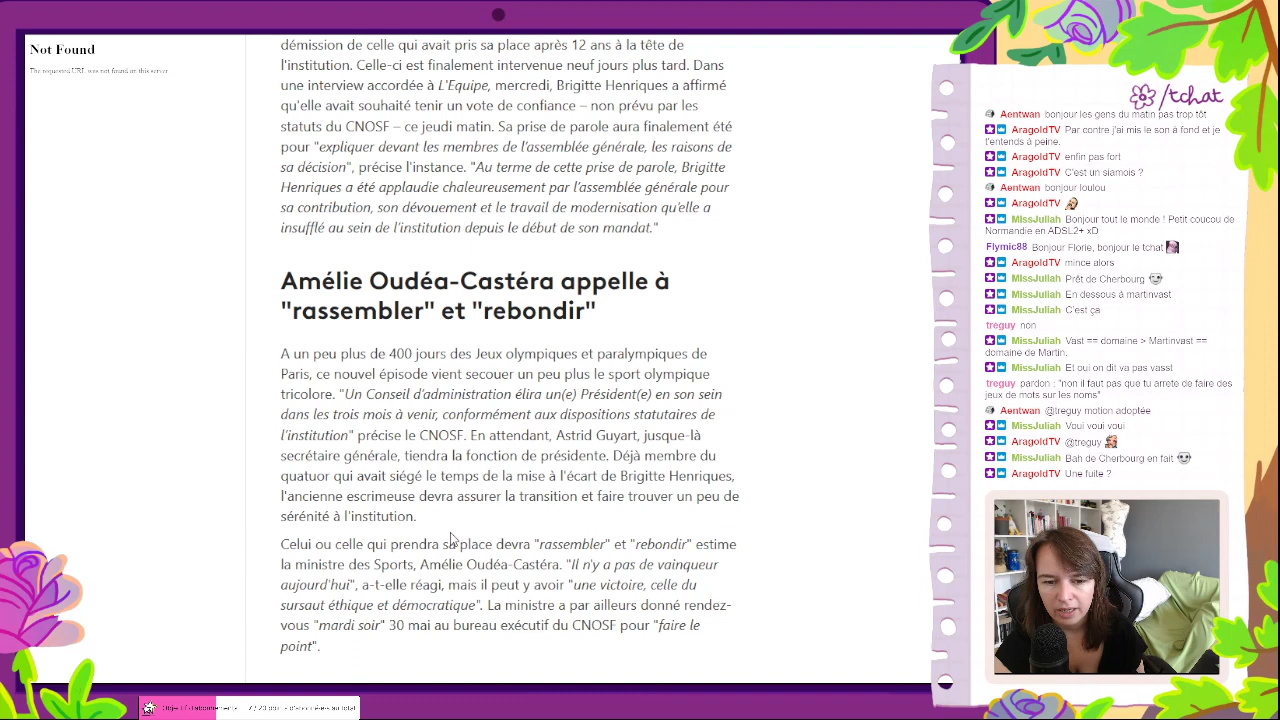 Not Found
The requested URL was not found on this server.
démission de celle qui avait pris sa place après 12 ans à la tête de
l'institution. Celle-ci est finalement intervenue neuf jours plus tard. Dans
une interview accordée à L'Equipe, mercredi, Brigitte Henriques a affirmé
qu'elle avait souhaité tenir un vote de confiance – non prévu par les
statuts du CNOSF – ce jeudi matin. Sa prise de parole aura finalement été
pour "expliquer devant les membres de l'assemblée générale, les raisons de
sa décision", précise l'instance. "Au terme de cette prise de parole, Brigitte
Henriques a été applaudie chaleureusement par l'assemblée générale pour
sa contribution, son dévouement et le travail de modernisation qu'elle a
insufflé au sein de l'institution depuis le début de son mandat."
Amélie Oudéa-Castéra appelle à
"rassembler" et "rebondir"
A un peu plus de 400 jours des Jeux olympiques et paralympiques de
Paris, ce nouvel épisode vient secouer un peu plus le sport olympique
tricolore. "Un Conseil d'administration élira un(e) Président(e) en son sein
dans les trois mois à venir, conformément aux dispositions statutaires de
l'institution" précise le CNOSF. En attendant, Astrid Guyart, jusque-là
secrétaire générale, tiendra la fonction de présidente. Déjà membre du
quatuor qui avait siégé le temps de la mise à l'écart de Brigitte Henriques,
l'ancienne escrimeuse devra assurer la transition et faire trouver un peu de
sérénité à l'institution.
Celui ou celle qui prendra sa place devra "rassembler" et "rebondir" estime
la ministre des Sports, Amélie Oudéa-Castéra. "Il n'y a pas de vainqueur
aujourd'hui", a-t-elle réagi, mais il peut y avoir "une victoire, celle du
sursaut éthique et démocratique". La ministre a par ailleurs donné rendez-
vous "mardi soir" 30 mai au bureau exécutif du CNOSF pour "faire le
point".
/tchat
Aentwan bonjour les gens du matin pas trop tôt
AragoldTV Par contre j'ai mis le son à fond et je
t'entends à peine.
AragoldTV enfin pas fort
AragoldTV C'est un siamois ?
Aentwan bonjour loulou
AragoldTV
MissJuliah Bonjour tout le monde ! Petit coucou de
Normandie en ADSL2+ xD
Flymic88 Bonjour Florie, bonjour le tchat
AragoldTV mince alors
MissJuliah Prêt de Cherbourg
MissJuliah En dessous à martinvast
MissJuliah C'est ça
treguy non
MissJuliah Vast == domaine > Martinvast ==
domaine de Martin.
MissJuliah Et oui on dit va pas vass!
treguy pardon : "non il faut pas que tu arrete de faire des
jeux de mots sur les noms"
Aentwan @treguy motion adoptée
MissJuliah Voui voui voui
AragoldTV @treguy
MissJuliah Bah de Cherbourg en fait
AragoldTV Une fuite ?